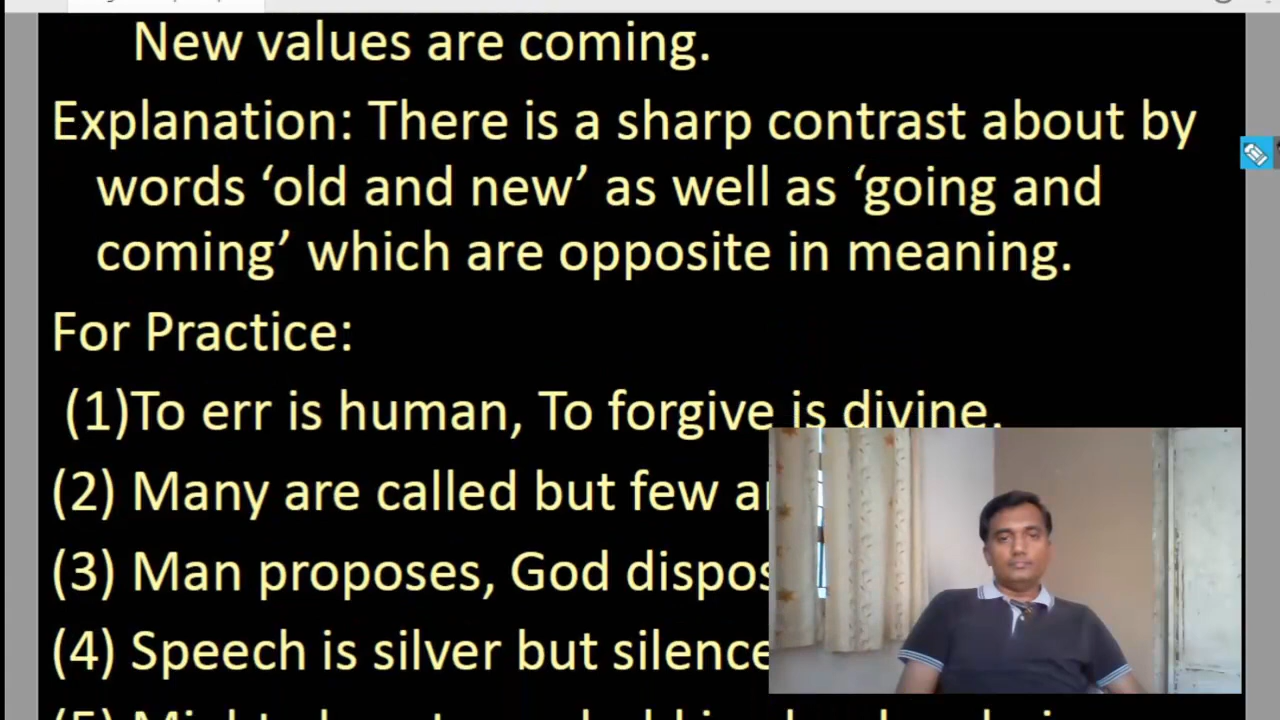 New values are coming.
Explanation: There is a sharp contrast about by
words ‘old and new’ as well as ‘going and
coming’ which are opposite in meaning.
For Practice:
(1)To err is human, To forgive is divine.
(2) Many are called but few
(3) Man proposes, God
(4) Speech is silver but silence
(5)